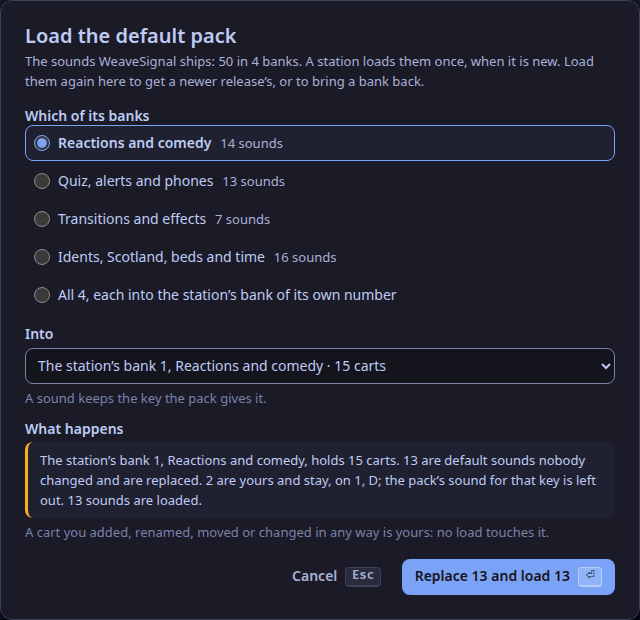 Load the default pack
The sounds WeaveSignal ships: 50 in 4 banks. A station loads them once, when it is new. Load
them again here to get a newer release’s, or to bring a bank back.
Which of its banks
Reactions and comedy 14 sounds
Quiz, alerts and phones 13 sounds
Transitions and effects 7 sounds
Idents, Scotland, beds and time 16 sounds
All 4, each into the station’s bank of its own number
Into
The station’s bank 1, Reactions and comedy · 15 carts
A sound keeps the key the pack gives it.
What happens
The station’s bank 1, Reactions and comedy, holds 15 carts. 13 are default sounds nobody
changed and are replaced. 2 are yours and stay, on 1, D; the pack’s sound for that key is left
out. 13 sounds are loaded.
A cart you added, renamed, moved or changed in any way is yours: no load touches it.
Cancel Esc
Replace 13 and load 13 ⏎